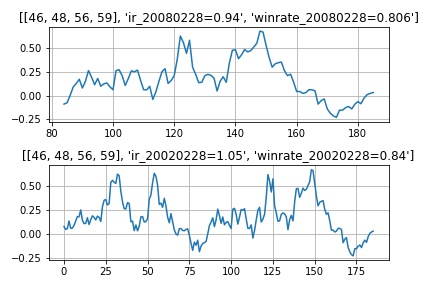 [[46, 48, 56, 59], 'ir_20080228=0.94', 'winrate_20080228=0.806']
0.50
0.25
0.00
−0.25
80 100 120 140 160 180
[[46, 48, 56, 59], 'ir_20020228=1.05', 'winrate_20020228=0.84']
0.50
0.25
0.00
−0.25
0 25 50 75 100 125 150 175